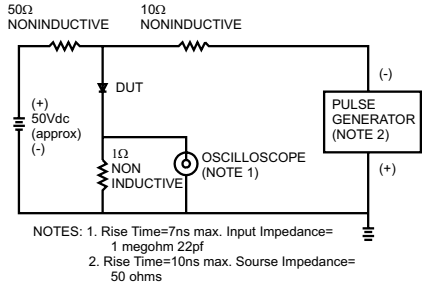 50Ω
NONINDUCTIVE
10Ω
NONINDUCTIVE
DUT
(+)
50Vdc
(approx)
(-)
1Ω
NON
INDUCTIVE
OSCILLOSCOPE
(NOTE 1)
(-)
PULSE
GENERATOR
(NOTE 2)
(+)
NOTES: 1. Rise Time=7ns max. Input Impedance=
1 megohm 22pf
2. Rise Time=10ns max. Sourse Impedance=
50 ohms